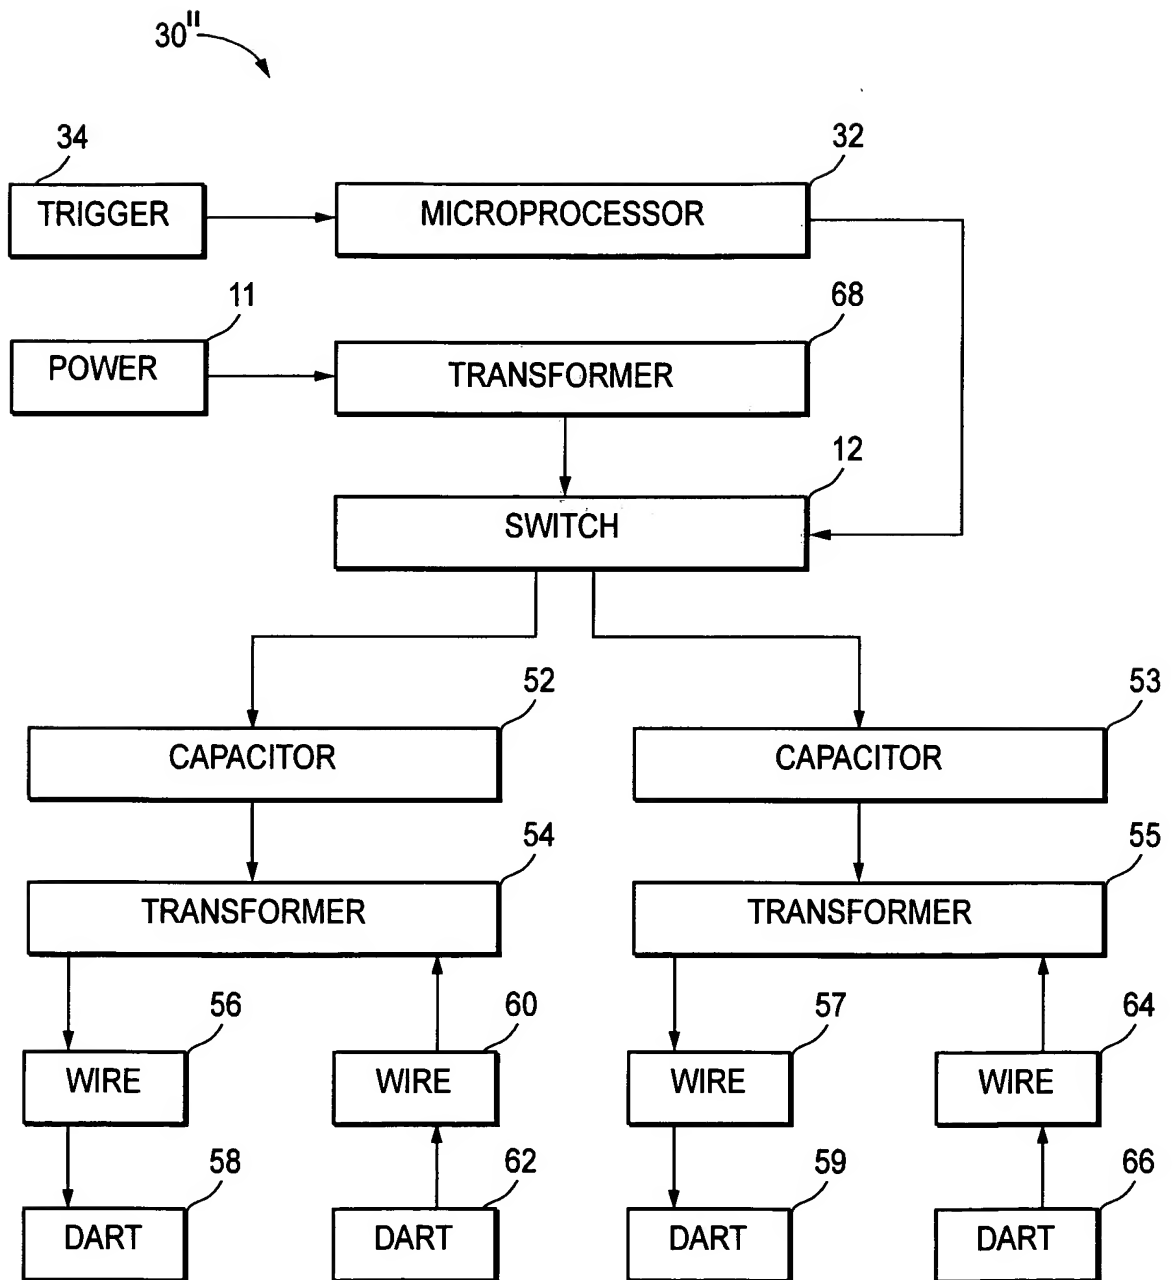 30"
34
32
TRIGGER
MICROPROCESSOR
11
68
POWER
TRANSFORMER
12
SWITCH
52
53
CAPACITOR
CAPACITOR
54
55
TRANSFORMER
TRANSFORMER
56
60
57
64
WIRE
WIRE
WIRE
WIRE
58
62
59
66
DART
DART
DART
DART